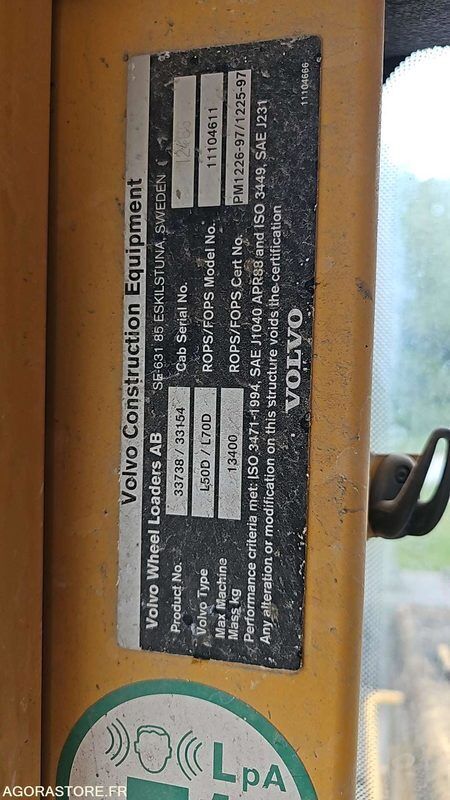 Volvo Construction Equipment
Volvo Wheel Loaders AB SE-631 85 ESKILSTUNA, SWEDEN
Product No. 33738 / 33154 Cab Serial No.
Volvo Type L50D / L70D ROPS/FOPS Model No. 11104611
Max Machine Mass kg 13400 ROPS/FOPS Cert No. PM1226-97/1225-97
Performance criteria met: ISO 3471-1994, SAE J1040 APR88 and ISO 3449, SAE J231
Any alteration or modification on this structure voids the certification
VOLVO
11104666
LpA
AGORASTORE.FR